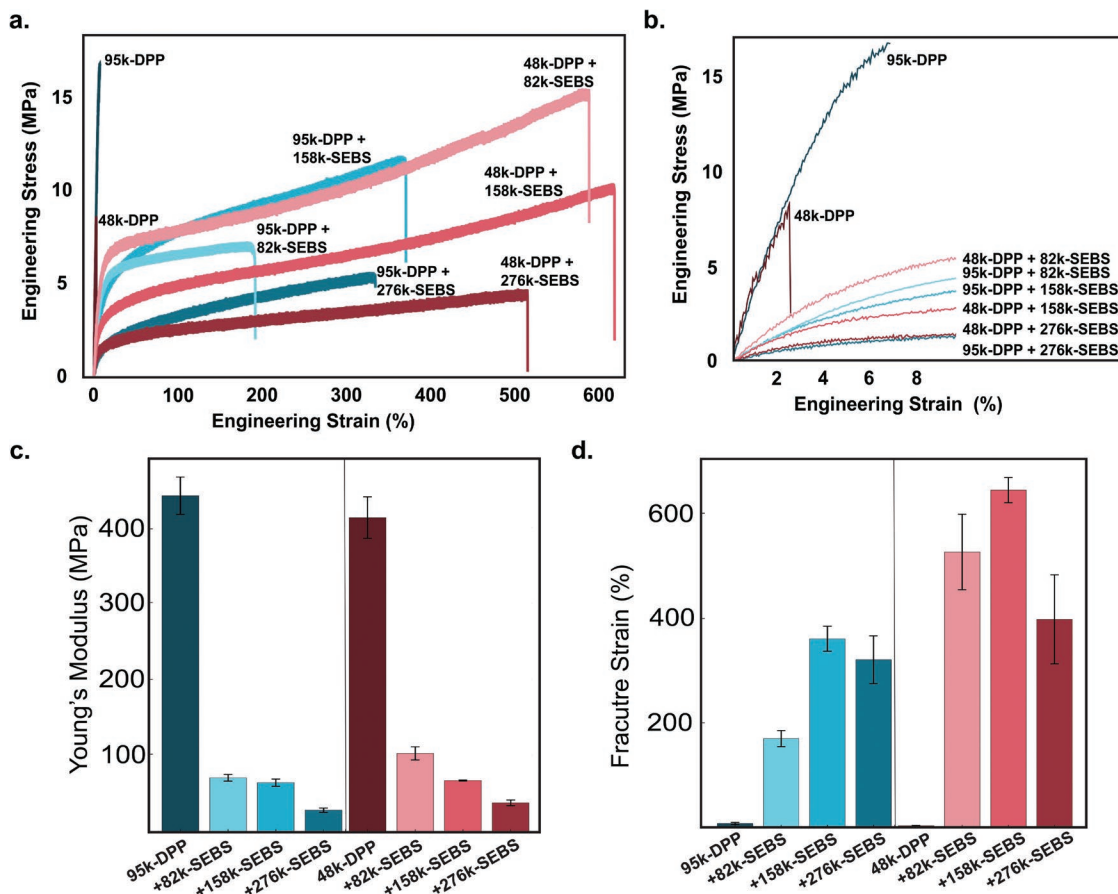 a.
Engineering Stress (MPa)
15
10
5
0
95k-DPP
48k-DPP
95k-DPP +
158k-SEBS
48k-DPP +
82k-SEBS
48k-DPP +
158k-SEBS
95k-DPP +
82k-SEBS
95k-DPP +
276k-SEBS
48k-DPP +
276k-SEBS
0 100 200 300 400 500 600
Engineering Strain (%)
b.
Engineering Stress (MPa)
15
10
5
0
95k-DPP
48k-DPP
48k-DPP + 82k-SEBS
95k-DPP + 82k-SEBS
95k-DPP + 158k-SEBS
48k-DPP + 158k-SEBS
48k-DPP + 276k-SEBS
95k-DPP + 276k-SEBS
2 4 6 8
Engineering Strain (%)
c.
Young's Modulus (MPa)
400
300
200
100
95k-DPP
+82k-SEBS
+158k-SEBS
+276k-SEBS
48k-DPP
+82k-SEBS
+158k-SEBS
+276k-SEBS
d.
Fracutre Strain (%)
600
400
200
95k-DPP
+82k-SEBS
+158k-SEBS
+276k-SEBS
48k-DPP
+82k-SEBS
+158k-SEBS
+276k-SEBS